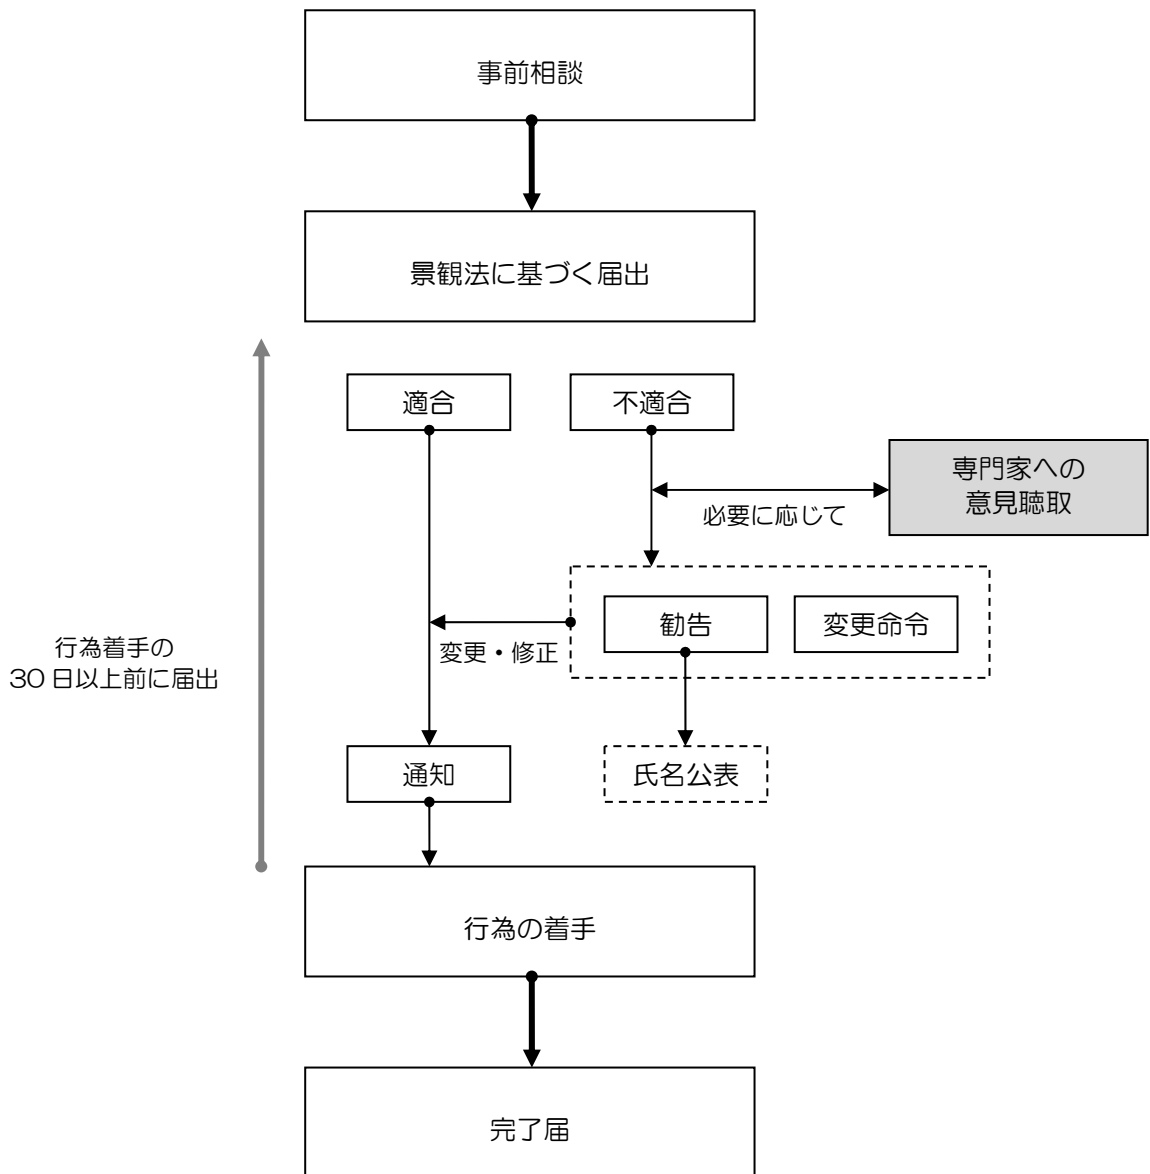 事前相談
景観法に基づく届出
適合
不適合
専門家への
意見聴取
必要に応じて
勧告
変更命令
変更・修正
行為着手の
30日以上前に届出
通知
氏名公表
行為の着手
完了届